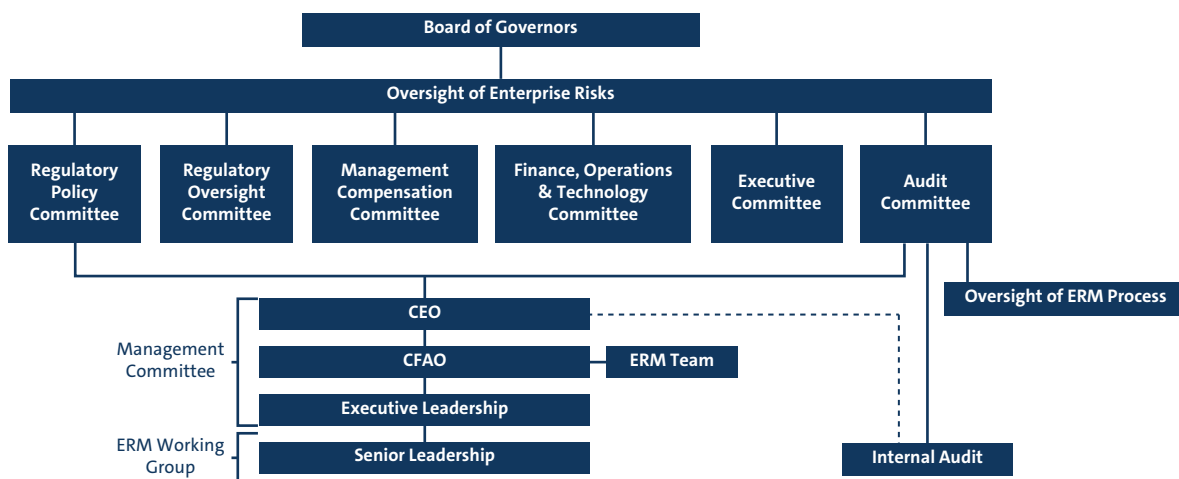 Board of Governors
Oversight of Enterprise Risks
Regulatory
Policy
Committee
Regulatory
Oversight
Committee
Management
Compensation
Committee
Finance, Operations
& Technology
Committee
Executive
Committee
Audit
Committee
Oversight of ERM Process
CEO
Management
Committee
CFAO
ERM Team
Executive Leadership
ERM Working
Group
Senior Leadership
Internal Audit